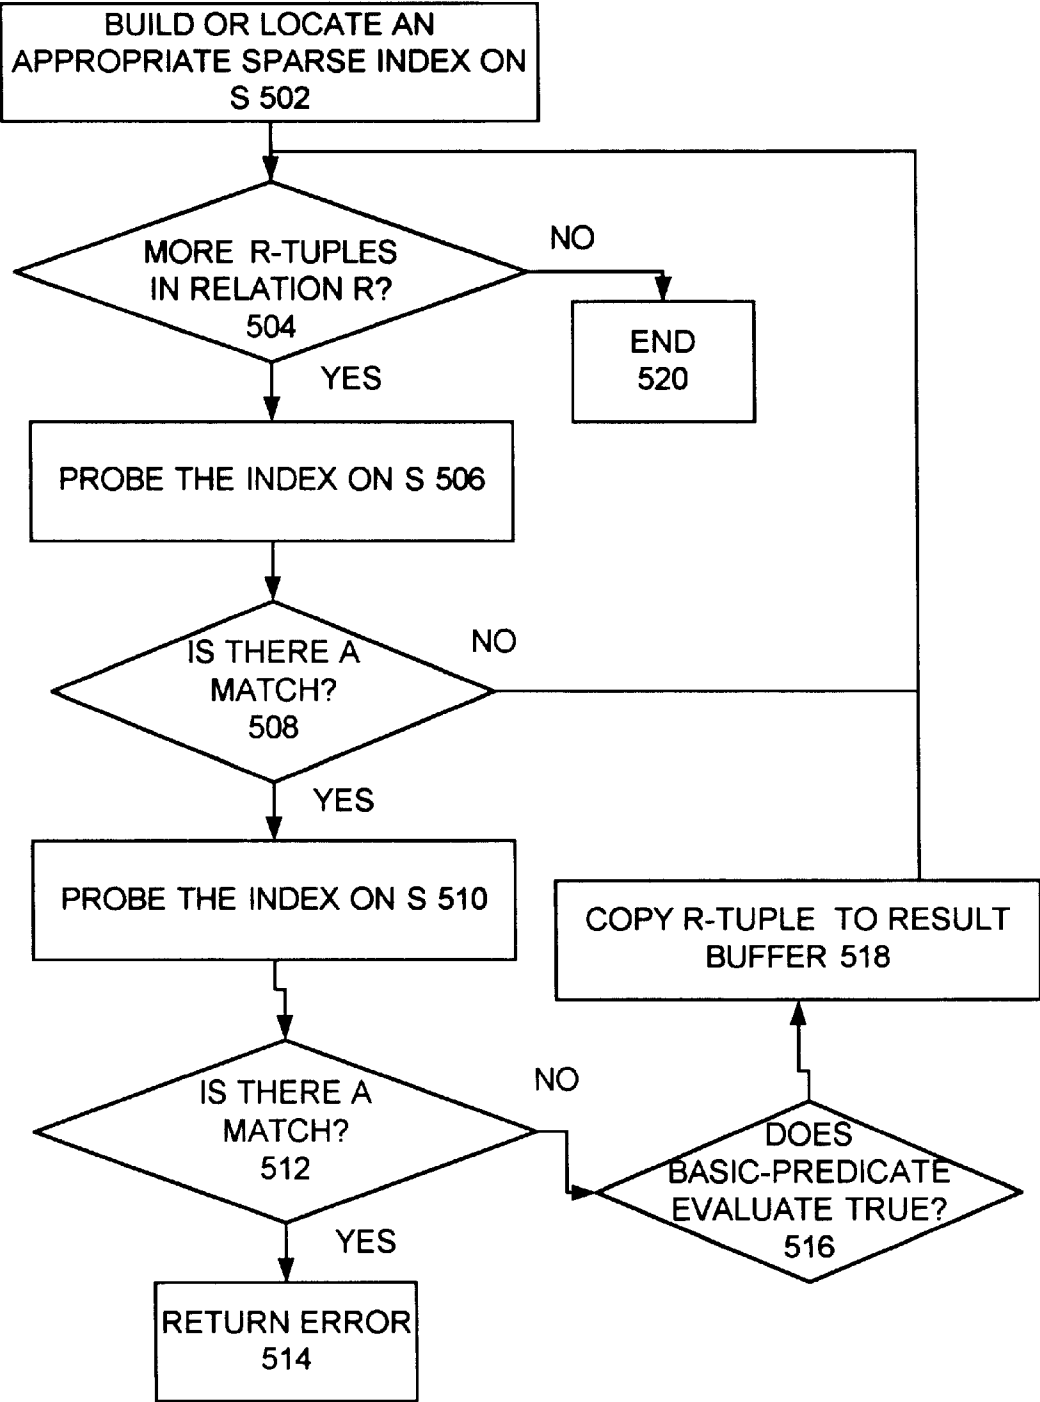 BUILD OR LOCATE AN
APPROPRIATE SPARSE INDEX ON
S 502
MORE R-TUPLES
IN RELATION R?
504
NO
END
520
YES
PROBE THE INDEX ON S 506
IS THERE A
MATCH?
508
NO
YES
PROBE THE INDEX ON S 510
COPY R-TUPLE TO RESULT
BUFFER 518
IS THERE A
MATCH?
512
NO
DOES
BASIC-PREDICATE
EVALUATE TRUE?
516
YES
RETURN ERROR
514